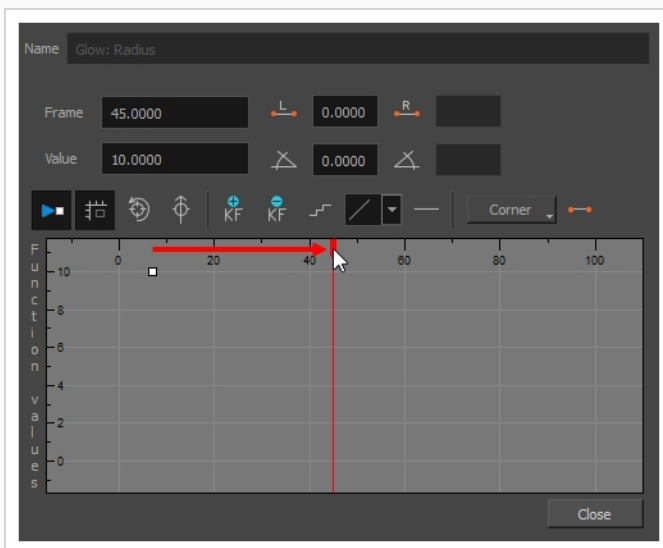 Name Glow: Radius
Frame 45.0000 L 0.0000 R
Value 10.0000 0.0000
KF KF Corner
Function values
0 20 40 60 80 100
10
8
6
4
2
0
Close